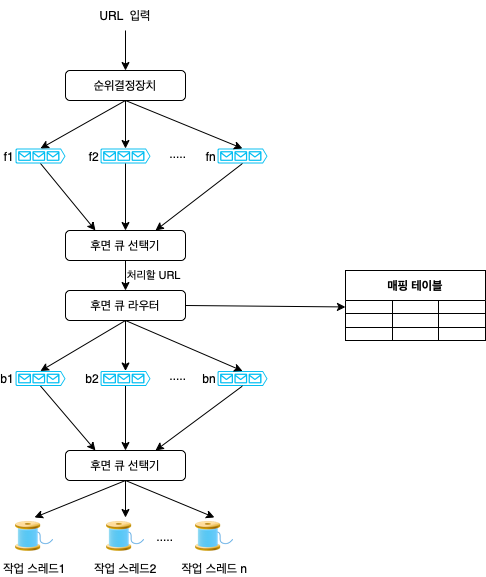 URL 입력
순위결정장치
f1 f2 ..... fn
후면 큐 선택기
처리할 URL
후면 큐 라우터
매핑 테이블
b1 b2 ..... bn
후면 큐 선택기
.....
작업 스레드1 작업 스레드2 작업 스레드 n